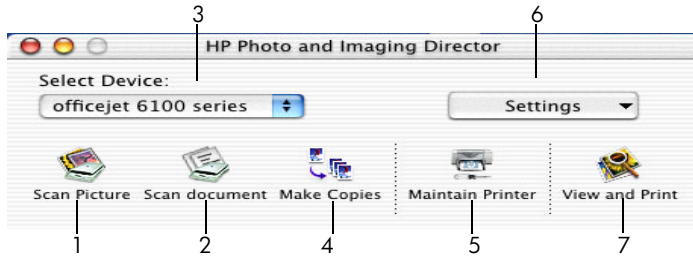 3 6
HP Photo and Imaging Director
Select Device:
officejet 6100 series Settings
Scan Picture Scan document Make Copies Maintain Printer View and Print
1 2 4 5 7